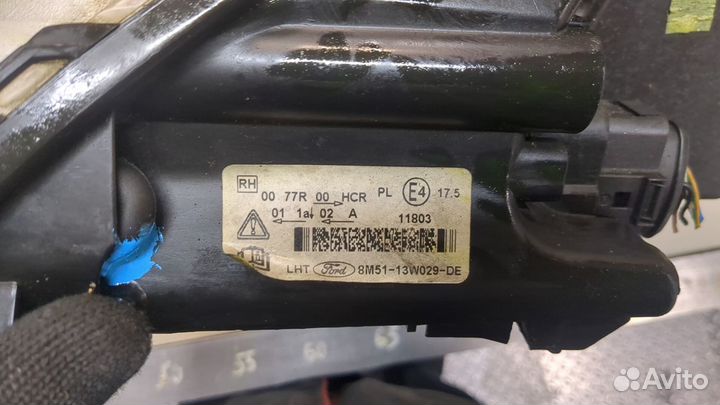 RH
00 77R 00 HCR PL E4 17.5
01 1a 02 A 11803
LHT Ford 8M51-13W029-DE
55 60 65
Avito